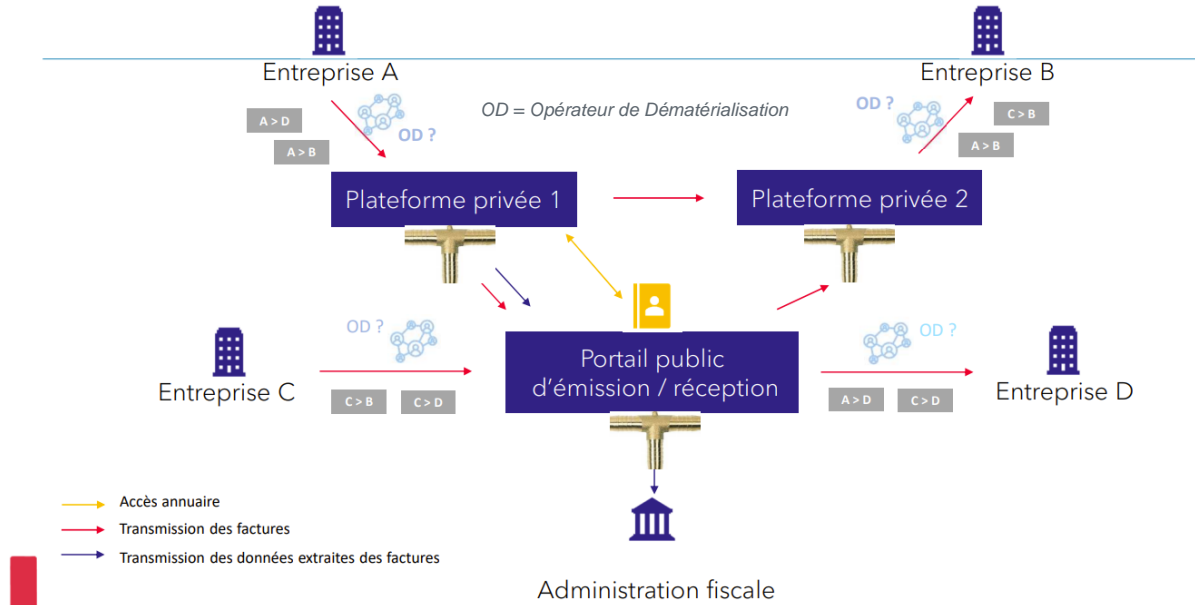 Entreprise A
Entreprise B
OD = Opérateur de Dématérialisation
A > D
OD ?
A > B
OD ?
C > B
A > B
Plateforme privée 1
Plateforme privée 2
OD ?
OD ?
Entreprise C
Portail public
d'émission / réception
Entreprise D
C > B
C > D
A > D
C > D
Accès annuaire
Transmission des factures
Transmission des données extraites des factures
Administration fiscale